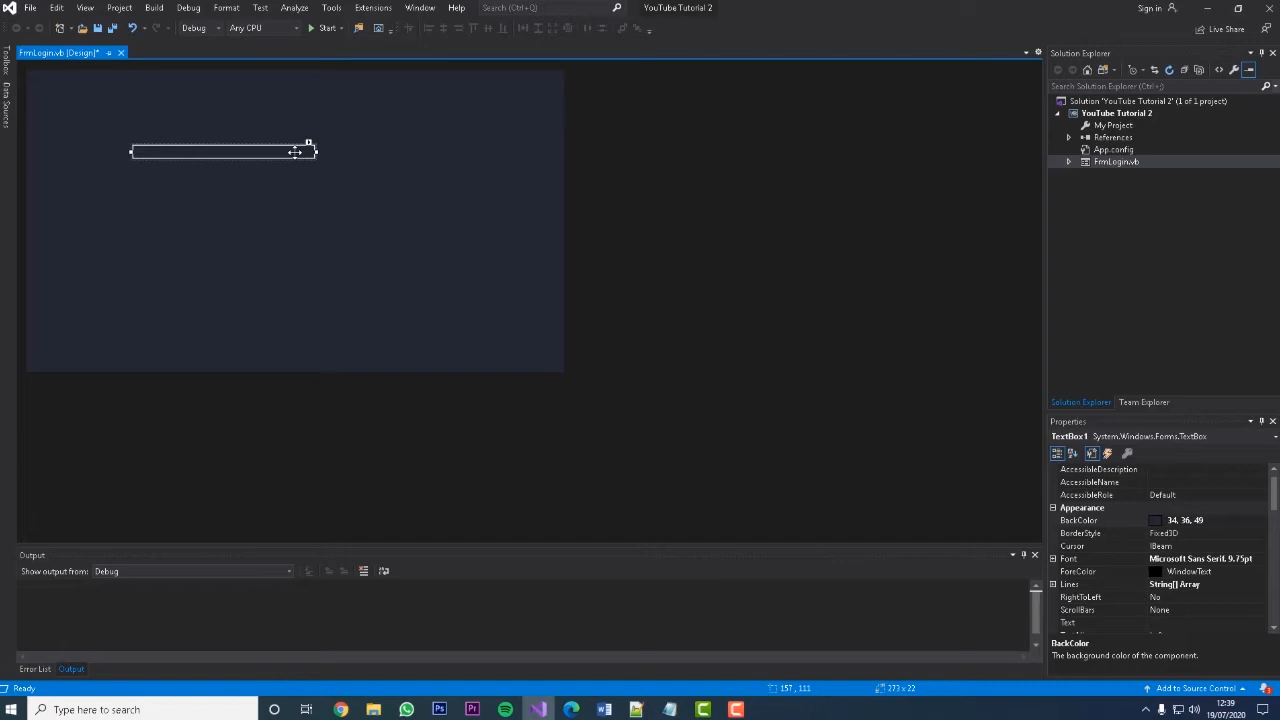 File Edit View Project Build Debug Format Test Analyze Tools Extensions Window Help Search (Ctrl+Q) YouTube Tutorial 2 Sign in
Debug Any CPU Start Live Share
FrmLogin.vb [Design]*
Toolbox
Data Sources
Solution Explorer
Search Solution Explorer (Ctrl+;)
Solution 'YouTube Tutorial 2' (1 of 1 project)
YouTube Tutorial 2
My Project
References
App.config
FrmLogin.vb
Solution Explorer Team Explorer
Properties
TextBox1 System.Windows.Forms.TextBox
AccessibleDescription
AccessibleName
AccessibleRole Default
Appearance
BackColor 34, 36, 49
BorderStyle Fixed3D
Cursor IBeam
Font Microsoft Sans Serif, 9.75pt
ForeColor WindowText
Lines String[] Array
RightToLeft No
ScrollBars None
Text
BackColor
The background color of the component.
Output
Show output from: Debug
Error List Output
Ready 157 , 111 273 x 22 Add to Source Control
Type here to search
12:39
19/07/2020